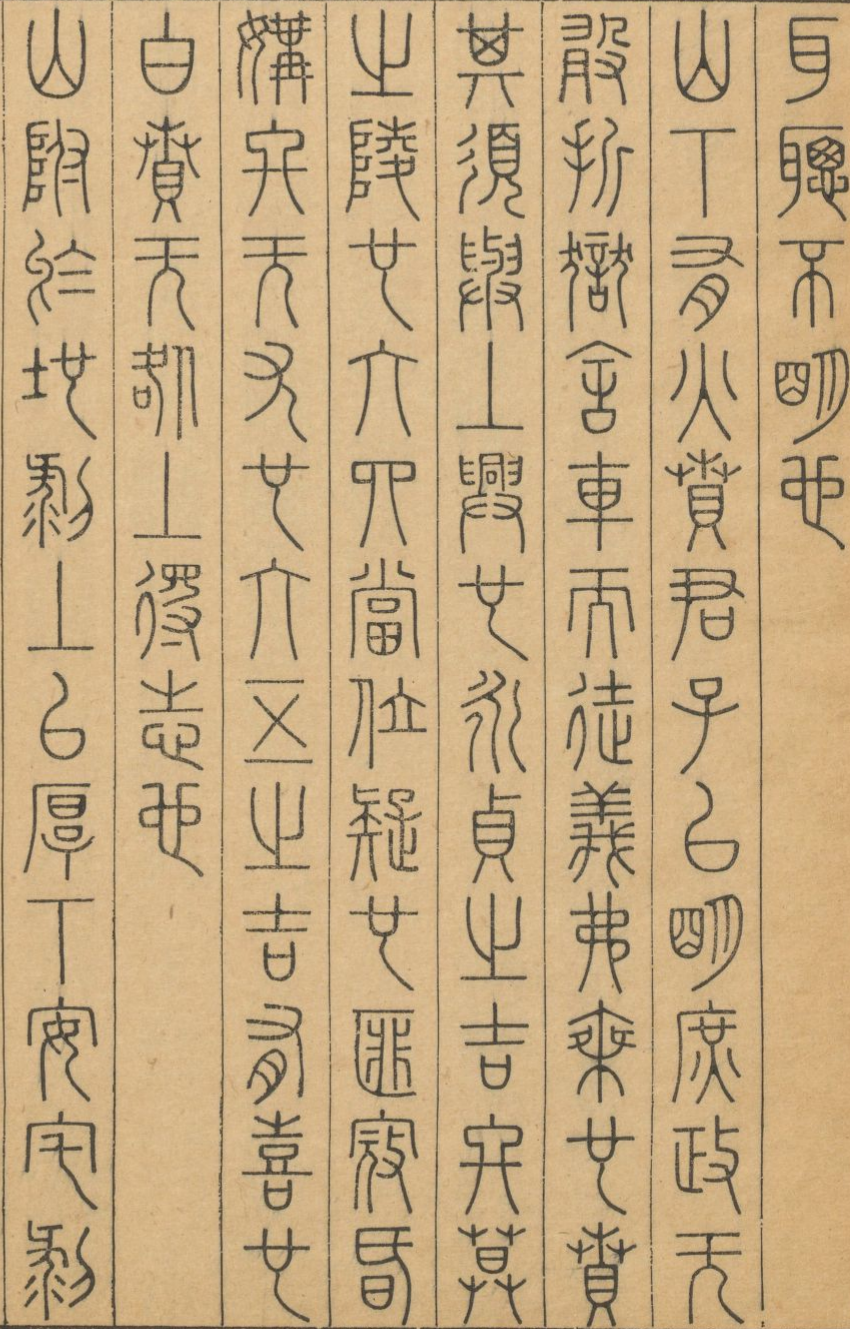 耳聰不明也
山下有火賁君子以明庶政无
敢折獄舍車而徒義弗乘也賁
其須與上興也永貞之吉終莫
之陵也六四當位疑也匪寇昏
媾終无尤也六五之吉有喜也
白賁无咎上得志也
山附於地剝上以厚下安宅剝